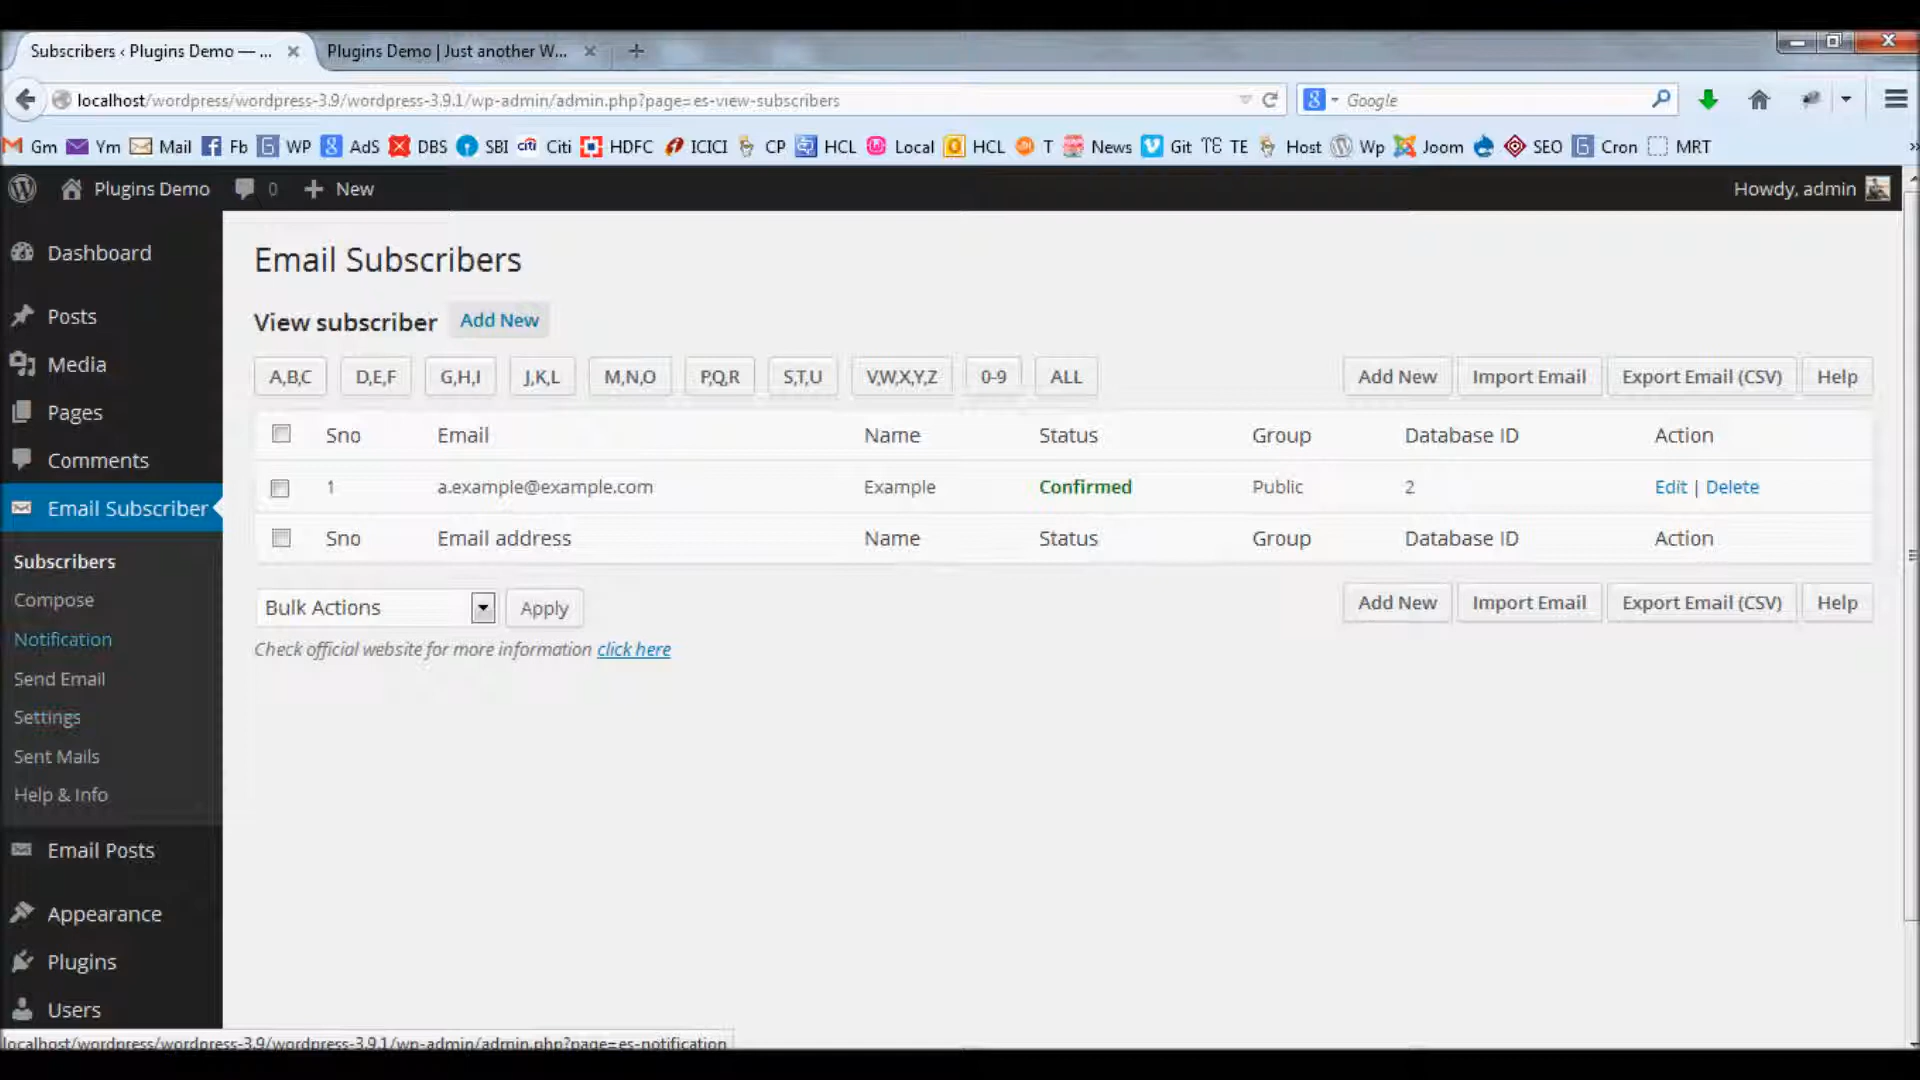 Subscribers ‹ Plugins Demo — ...
Plugins Demo | Just another W...
localhost/wordpress/wordpress-3.9/wordpress-3.9.1/wp-admin/admin.php?page=es-view-subscribers
Google
Gm Ym Mail Fb WP AdS DBS SBI citi Citi HDFC ICICI CP HCL Local HCL T News Git TE TE Host Wp Joom SEO Cron MRT
Plugins Demo 0 + New Howdy, admin
Dashboard
Posts
Media
Pages
Comments
Email Subscriber
Subscribers
Compose
Notification
Send Email
Settings
Sent Mails
Help & Info
Email Posts
Appearance
Plugins
Users
Email Subscribers
View subscriber Add New
A,B,C D,E,F G,H,I J,K,L M,N,O P,Q,R S,T,U V,W,X,Y,Z 0-9 ALL Add New Import Email Export Email (CSV) Help
Sno Email Name Status Group Database ID Action
1 a.example@example.com Example Confirmed Public 2 Edit | Delete
Sno Email address Name Status Group Database ID Action
Bulk Actions Apply Add New Import Email Export Email (CSV) Help
Check official website for more information click here
localhost/wordpress/wordpress-3.9/wordpress-3.9.1/wp-admin/admin.php?page=es-notification